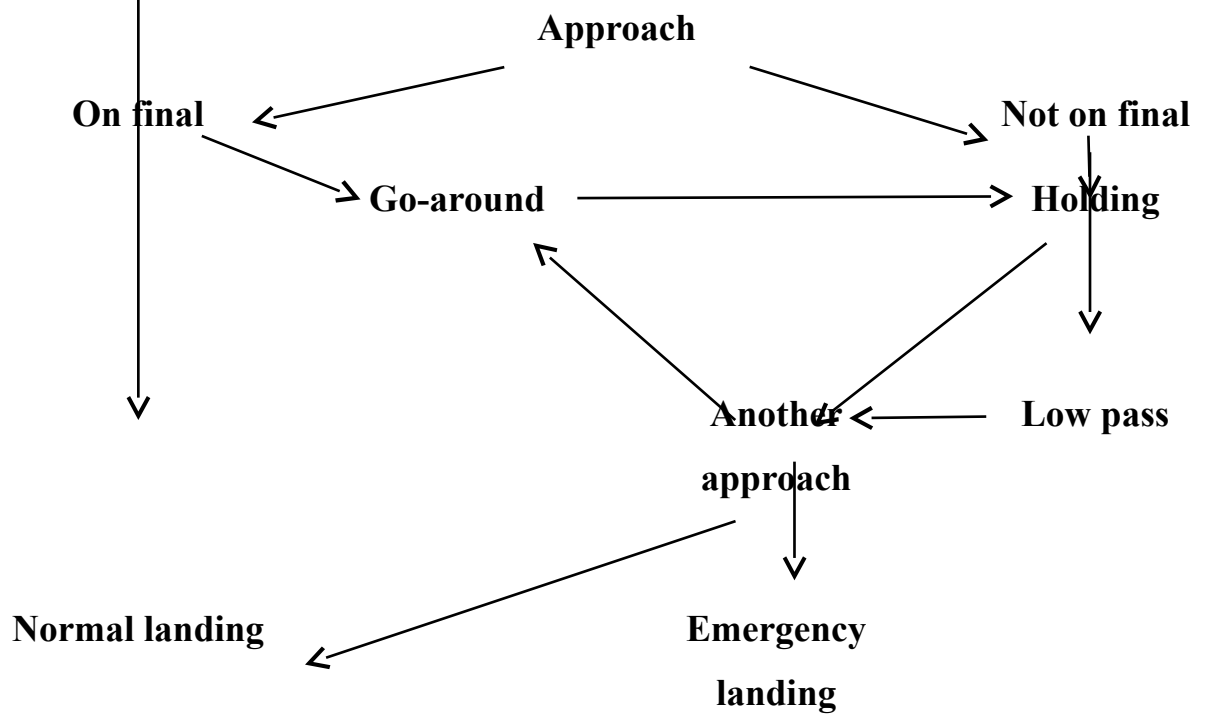 Approach
On final
Not on final
Go-around
Holding
Another
approach
Low pass
Normal landing
Emergency
landing